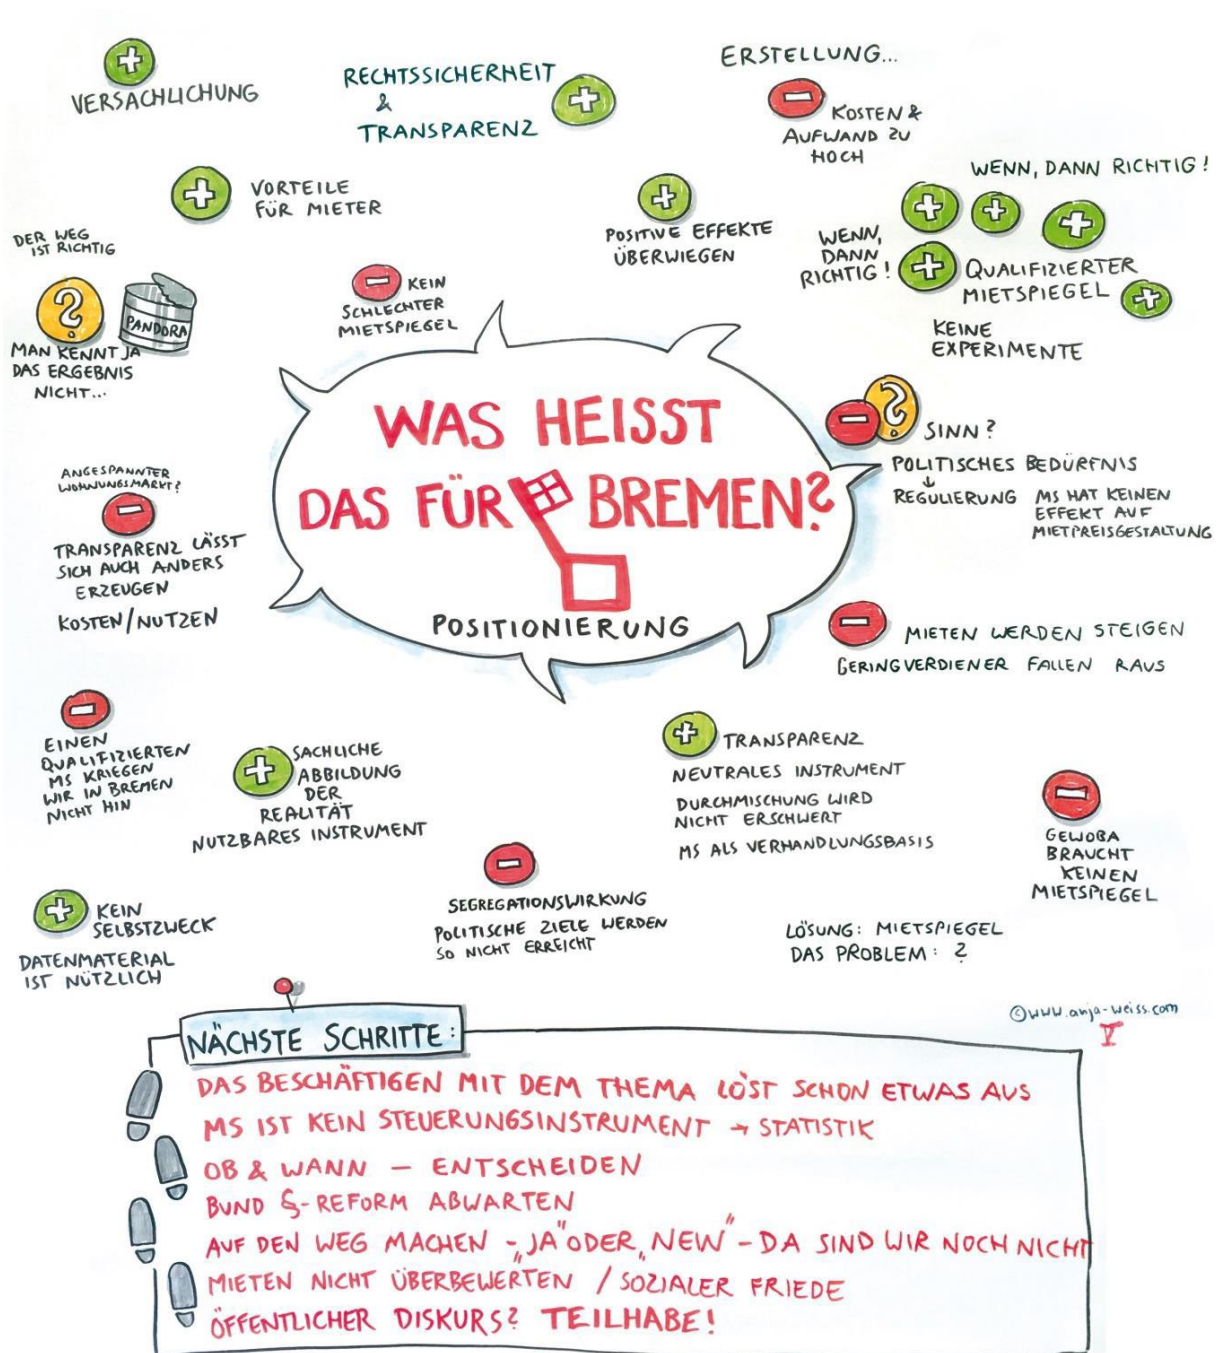 VERSACHLICHUNG
RECHTSSICHERHEIT
&
TRANSPARENZ
ERSTELLUNG...
KOSTEN &
AUFWAND ZU
HOCH
VORTEILE
FÜR MIETER
POSITIVE EFFEKTE
ÜBERWIEGEN
WENN, DANN RICHTIG!
WENN,
DANN
RICHTIG!
QUALIFIZIERTER
MIETSPIEGEL
KEINE
EXPERIMENTE
DER WEG
IST RICHTIG
PANDORA
MAN KENNT JA
DAS ERGEBNIS
NICHT...
KEIN
SCHLECHTER
MIETSPIEGEL
WAS HEISST
DAS FÜR BREMEN?
POSITIONIERUNG
SINN?
POLITISCHES BEDÜRFNIS
REGULIERUNG
MS HAT KEINEN
EFFEKT AUF
MIETPREISGESTALTUNG
ANGESPANNTER
WOHNUNGSMARKT?
TRANSPARENZ LÄSST
SICH AUCH ANDERS
ERZEUGEN
KOSTEN/NUTZEN
MIETEN WERDEN STEIGEN
GERINGVERDIENER FALLEN RAUS
EINEN
QUALIFIZIERTEN
MS KRIEGEN
WIR IN BREMEN
NICHT HIN
SACHLICHE
ABBILDUNG
DER
REALITÄT
NUTZBARES INSTRUMENT
TRANSPARENZ
NEUTRALES INSTRUMENT
DURCHMISCHUNG WIRD
NICHT ERSCHWERT
MS ALS VERHANDLUNGSBASIS
GEWOBA
BRAUCHT
KEINEN
MIETSPIEGEL
KEIN
SELBSTZWECK
DATENMATERIAL
IST NÜTZLICH
SEGREGATIONSWIRKUNG
POLITISCHE ZIELE WERDEN
SO NICHT ERREICHT
LÖSUNG: MIETSPIEGEL
DAS PROBLEM: ?
©www.anja-weiss.com
V
NÄCHSTE SCHRITTE:
DAS BESCHÄFTIGEN MIT DEM THEMA LÖST SCHON ETWAS AUS
MS IST KEIN STEUERUNGSINSTRUMENT → STATISTIK
OB & WANN – ENTSCHEIDEN
BUND §-REFORM ABWARTEN
AUF DEN WEG MACHEN - „JA" ODER „NEW" - DA SIND WIR NOCH NICHT
MIETEN NICHT ÜBERBEWERTEN / SOZIALER FRIEDE
ÖFFENTLICHER DISKURS? TEILHABE!